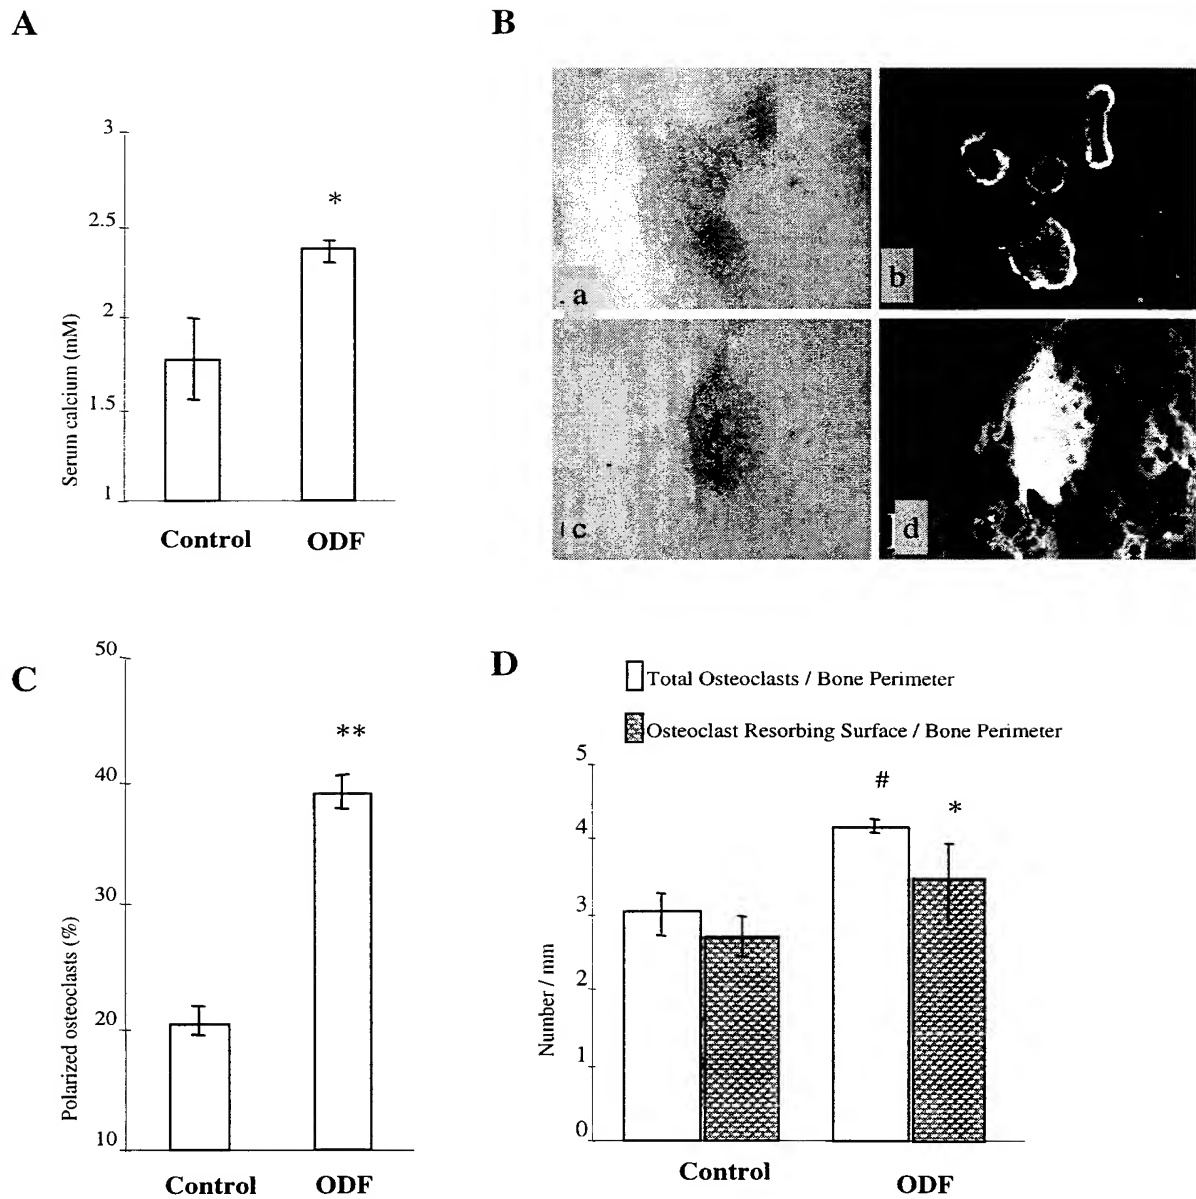 A
3
2.5
2
1.5
1
Serum calcium (mM)
*
Control
ODF
B
a
b
c
d
C
50
40
30
20
10
Polarized osteoclasts (%)
**
Control
ODF
D
Total Osteoclasts / Bone Perimeter
Osteoclast Resorbing Surface / Bone Perimeter
5
4
3
2
1
0
Number / mm
#
*
Control
ODF